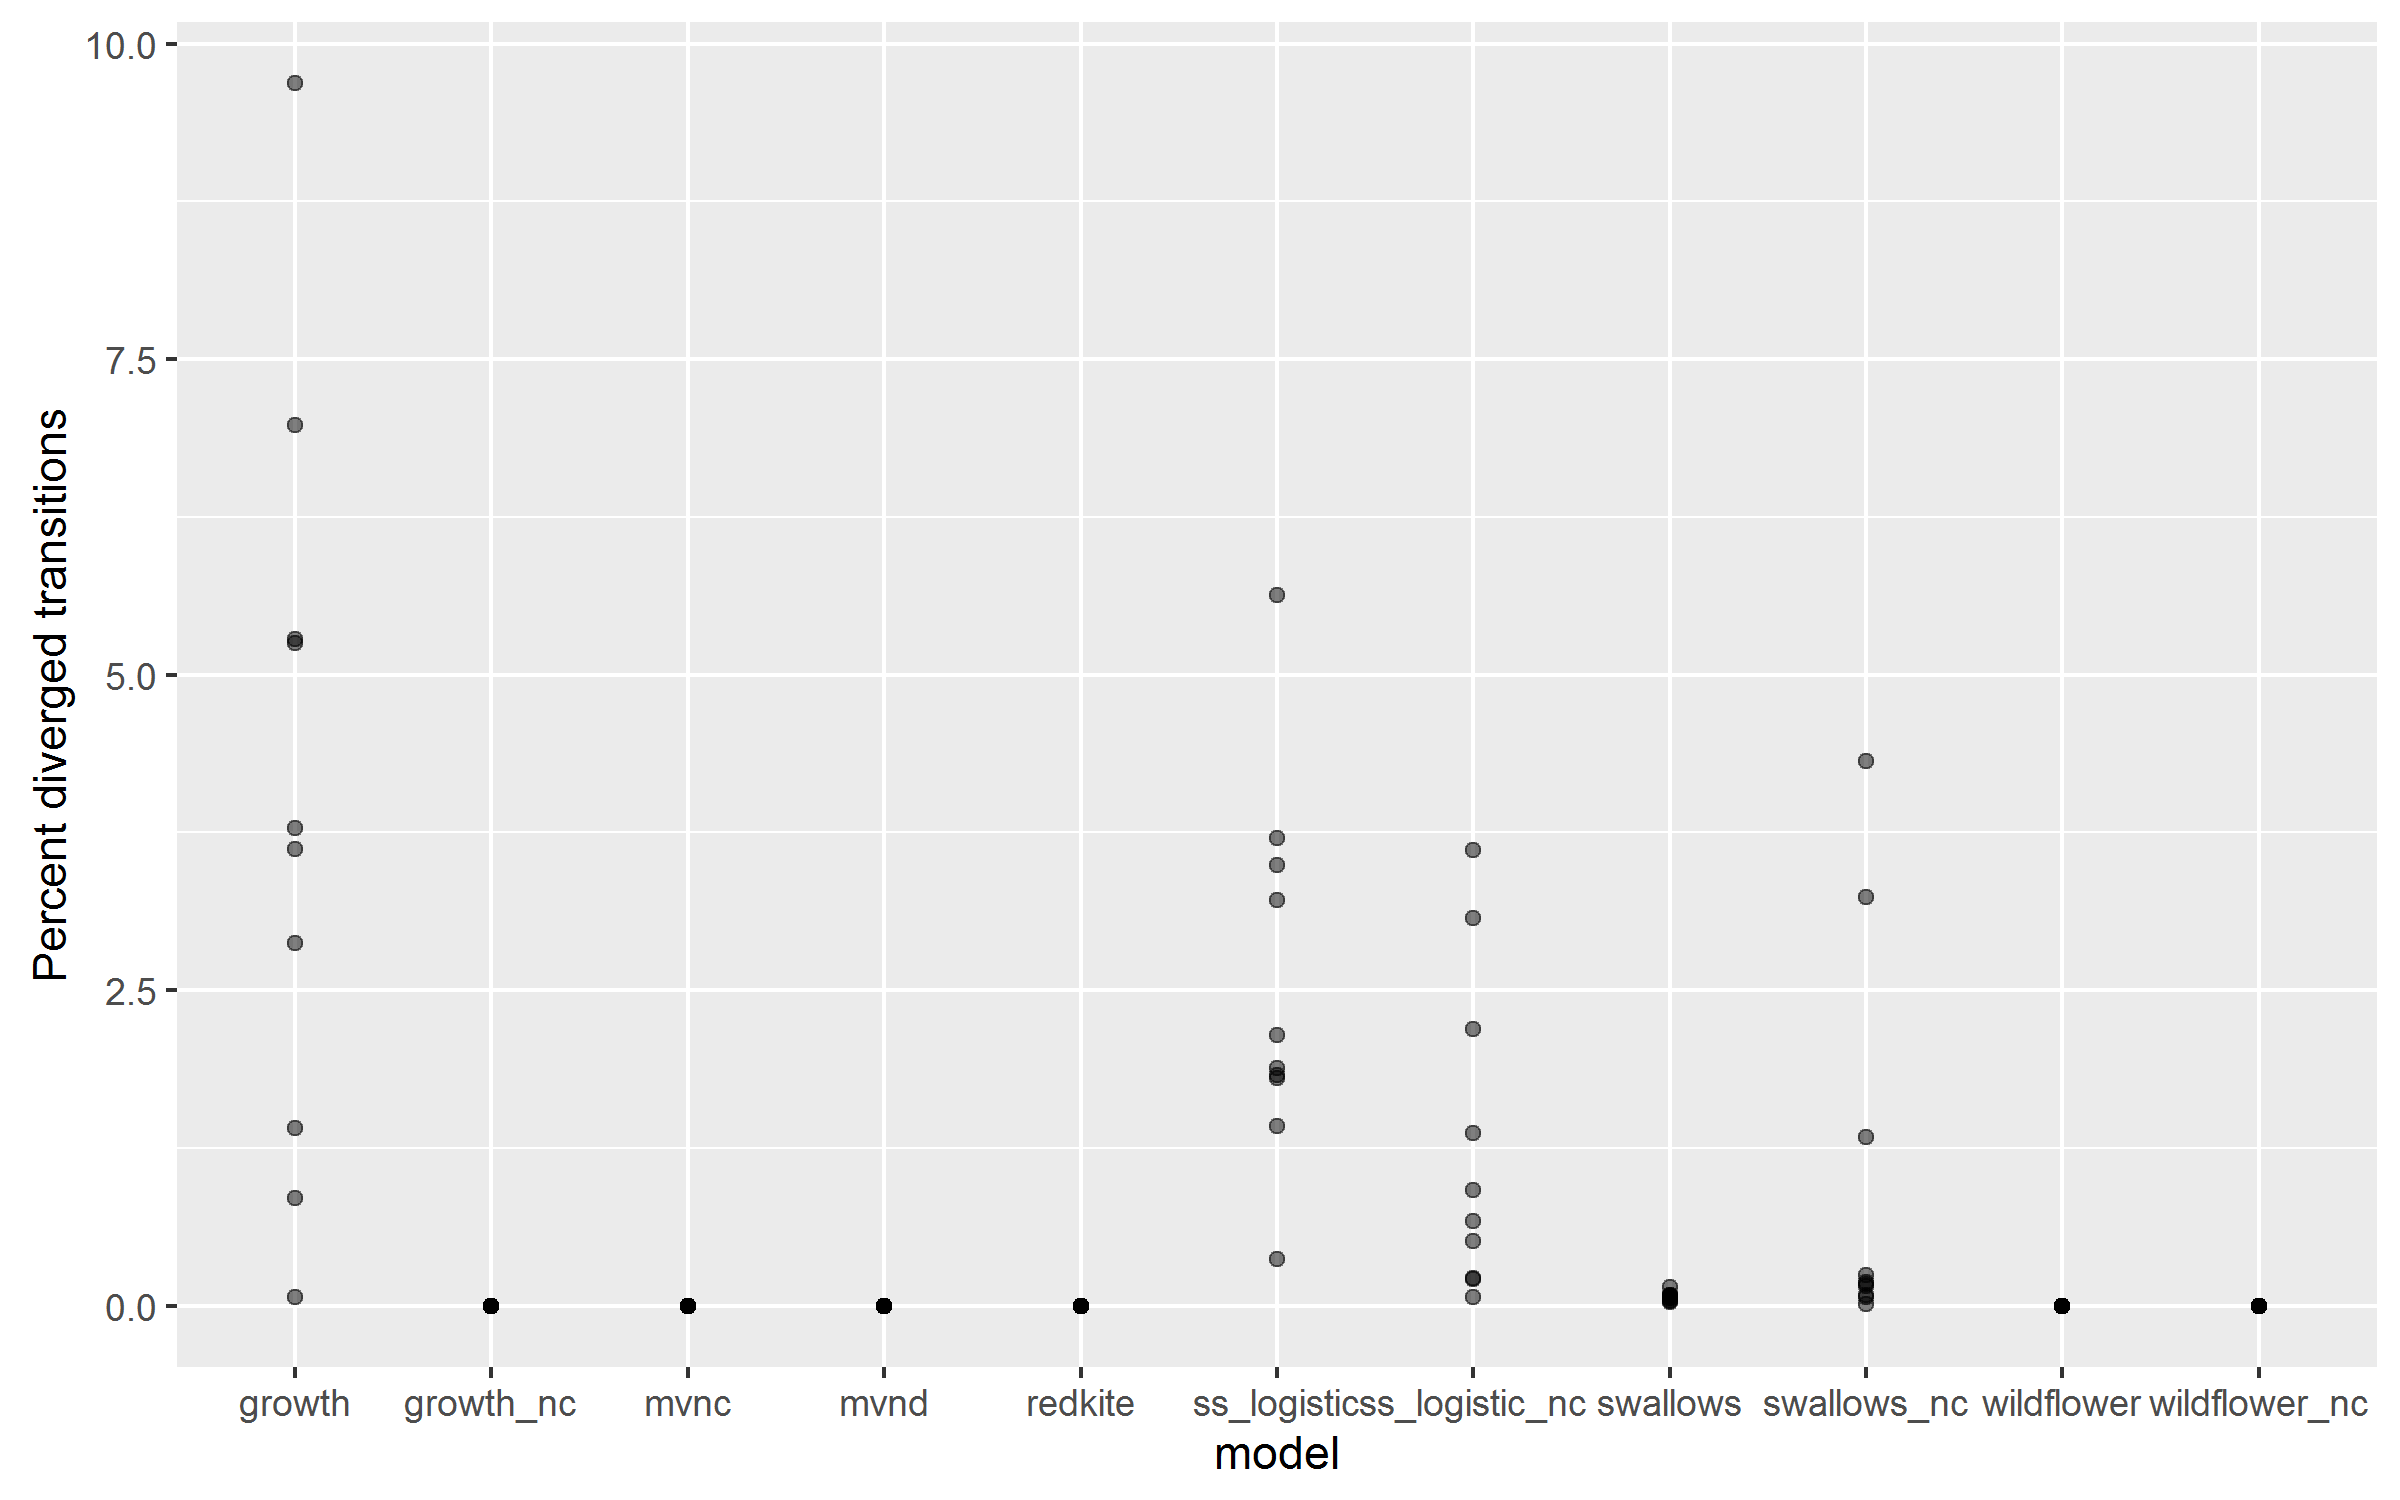 Percent diverged transitions
10.0
7.5
5.0
2.5
0.0
growth growth_nc mvnc mvnd redkite ss_logistic ss_logistic_nc swallows swallows_nc wildflower wildflower_nc
model